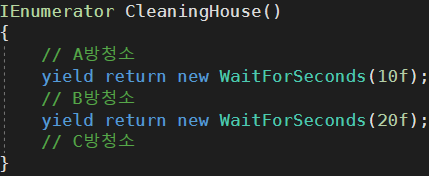 IEnumerator CleaningHouse()
{
// A방청소
yield return new WaitForSeconds(10f);
// B방청소
yield return new WaitForSeconds(20f);
// C방청소
}